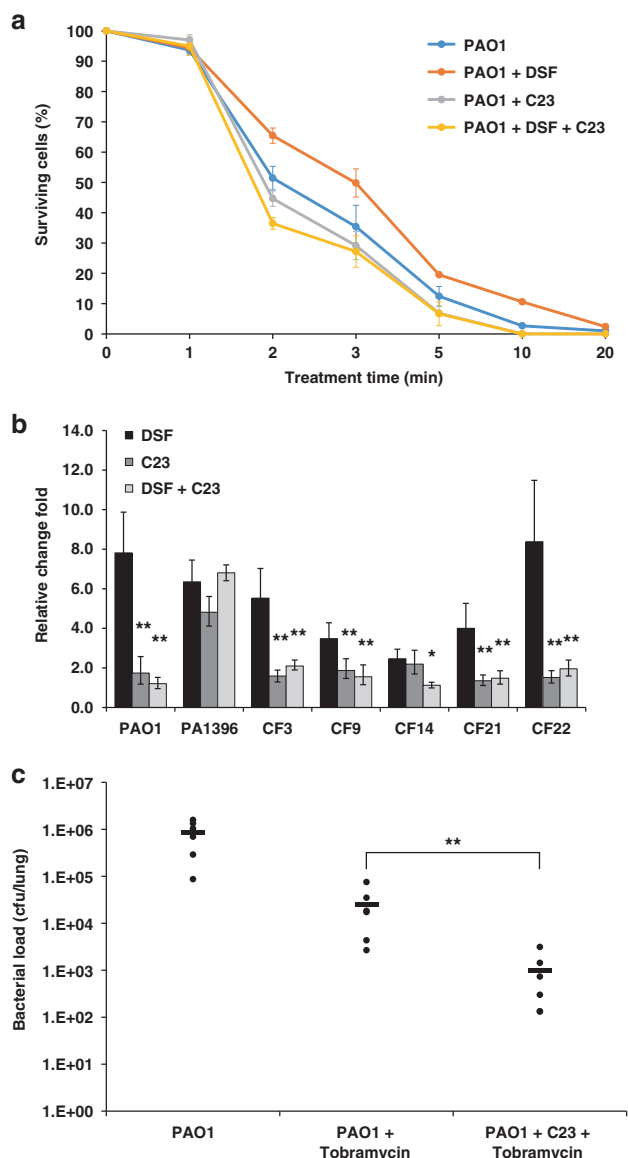 a
100
90
80
70
60
50
40
30
20
10
0
Surviving cells (%)
PAO1
PAO1 + DSF
PAO1 + C23
PAO1 + DSF + C23
0 1 2 3 5 10 20
Treatment time (min)
b
14.0
12.0
10.0
8.0
6.0
4.0
2.0
0.0
Relative change fold
DSF
C23
DSF + C23
** **
** **
** **
*
** **
** **
PAO1 PA1396 CF3 CF9 CF14 CF21 CF22
c
1.E+07
1.E+06
1.E+05
1.E+04
1.E+03
1.E+02
1.E+01
1.E+00
Bacterial load (cfu/lung)
**
PAO1 PAO1 + PAO1 + C23 +
Tobramycin Tobramycin